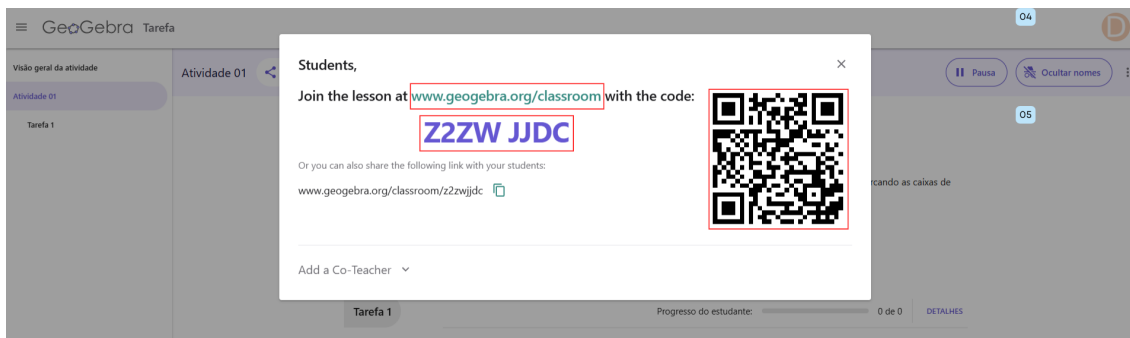 GeoGebra Tarefa
04
D
Visão geral da atividade
Atividade 01
Tarefa 1
Atividade 01
Pausa
Ocultar nomes
05
Students,
Join the lesson at www.geogebra.org/classroom with the code:
Z2ZW JJDC
Or you can also share the following link with your students:
www.geogebra.org/classroom/z2zwjjdc
Add a Co-Teacher
rcando as caixas de
Tarefa 1
Progresso do estudante:
0 de 0
DETALHES